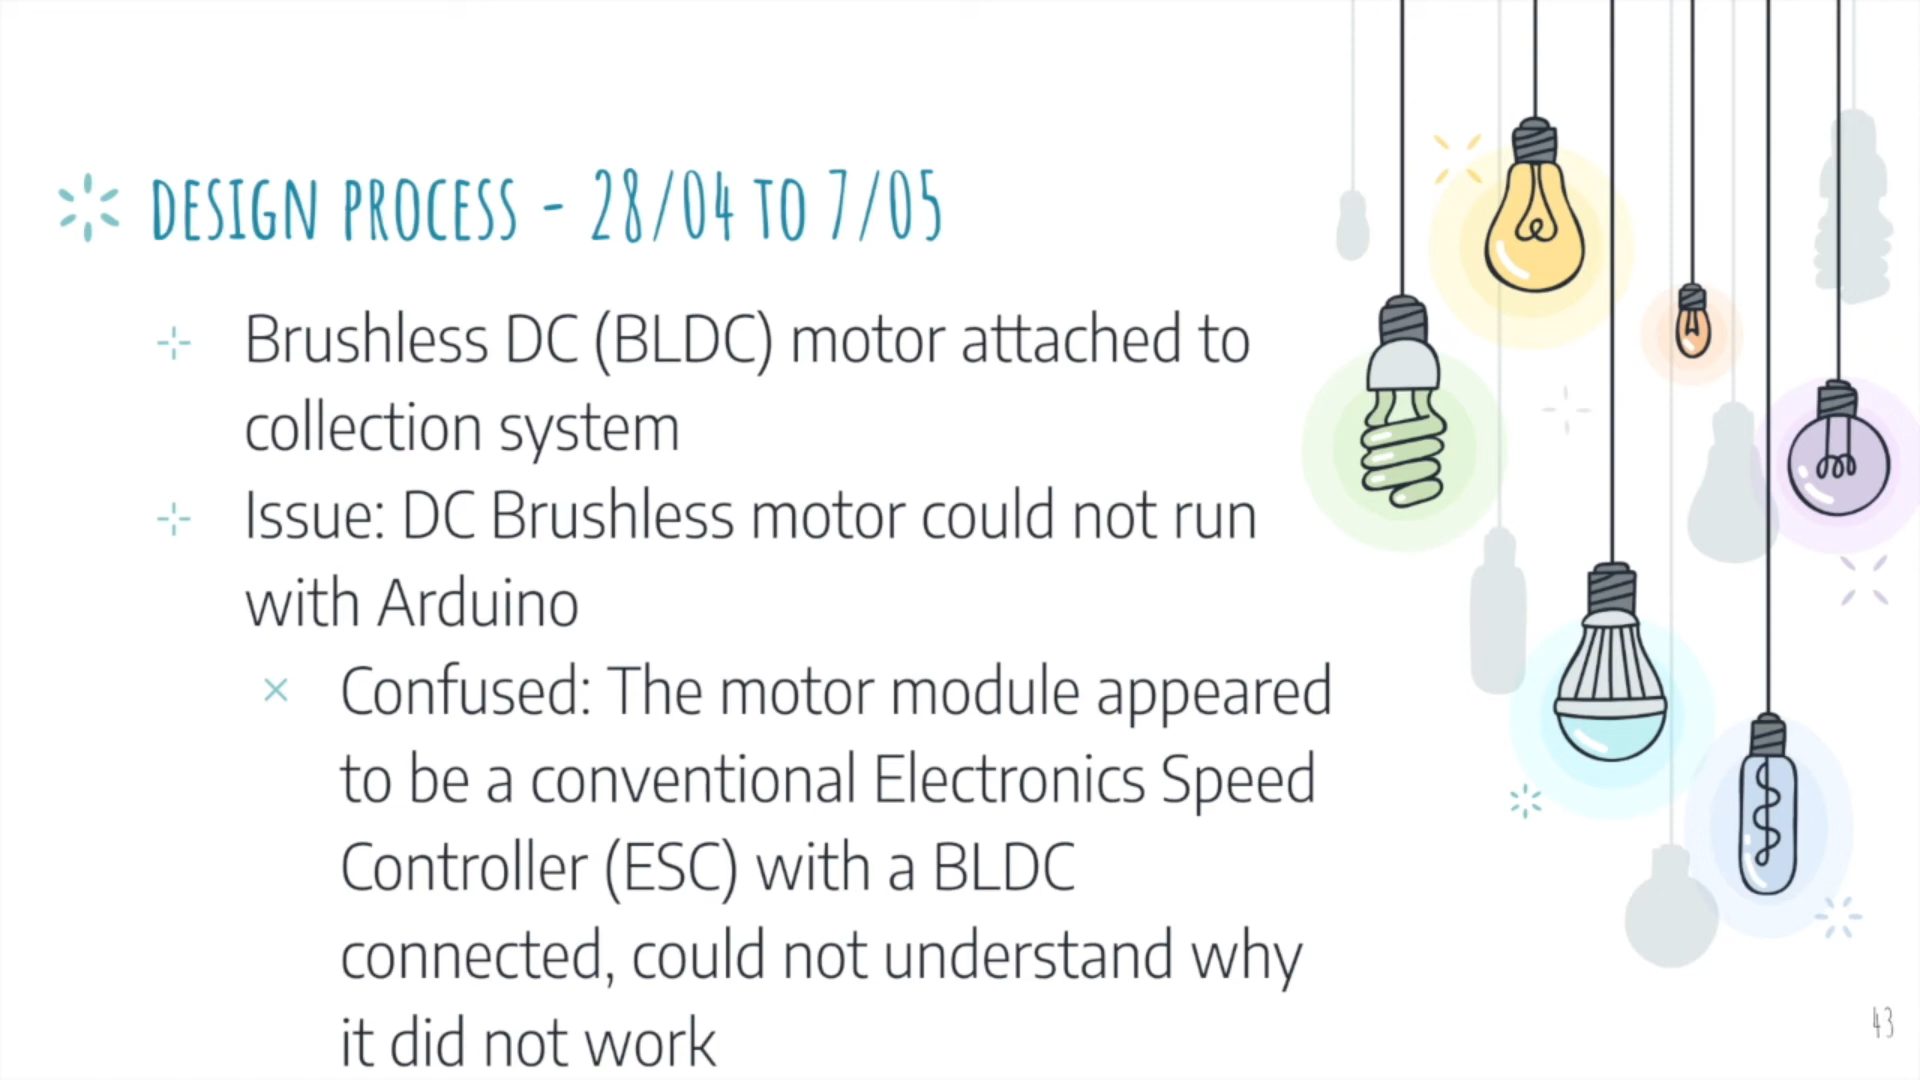 DESIGN PROCESS - 28/04 TO 7/05
Brushless DC (BLDC) motor attached to
collection system
Issue: DC Brushless motor could not run
with Arduino
Confused: The motor module appeared
to be a conventional Electronics Speed
Controller (ESC) with a BLDC
connected, could not understand why
it did not work
43